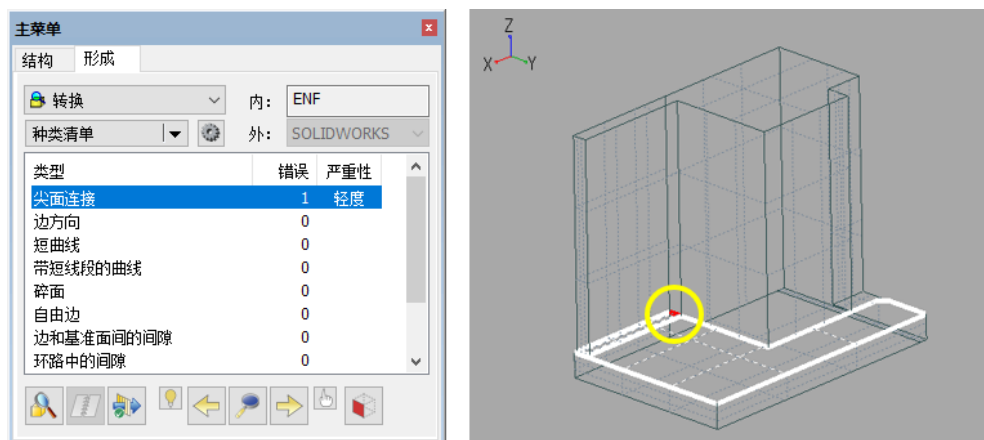 主菜单
结构 形成
转换 内: ENF
种类清单 外: SOLIDWORKS
类型 错误 严重性
尖面连接 1 轻度
边方向 0
短曲线 0
带短线段的曲线 0
碎面 0
自由边 0
边和基准面间的间隙 0
环路中的间隙 0
Z
X Y